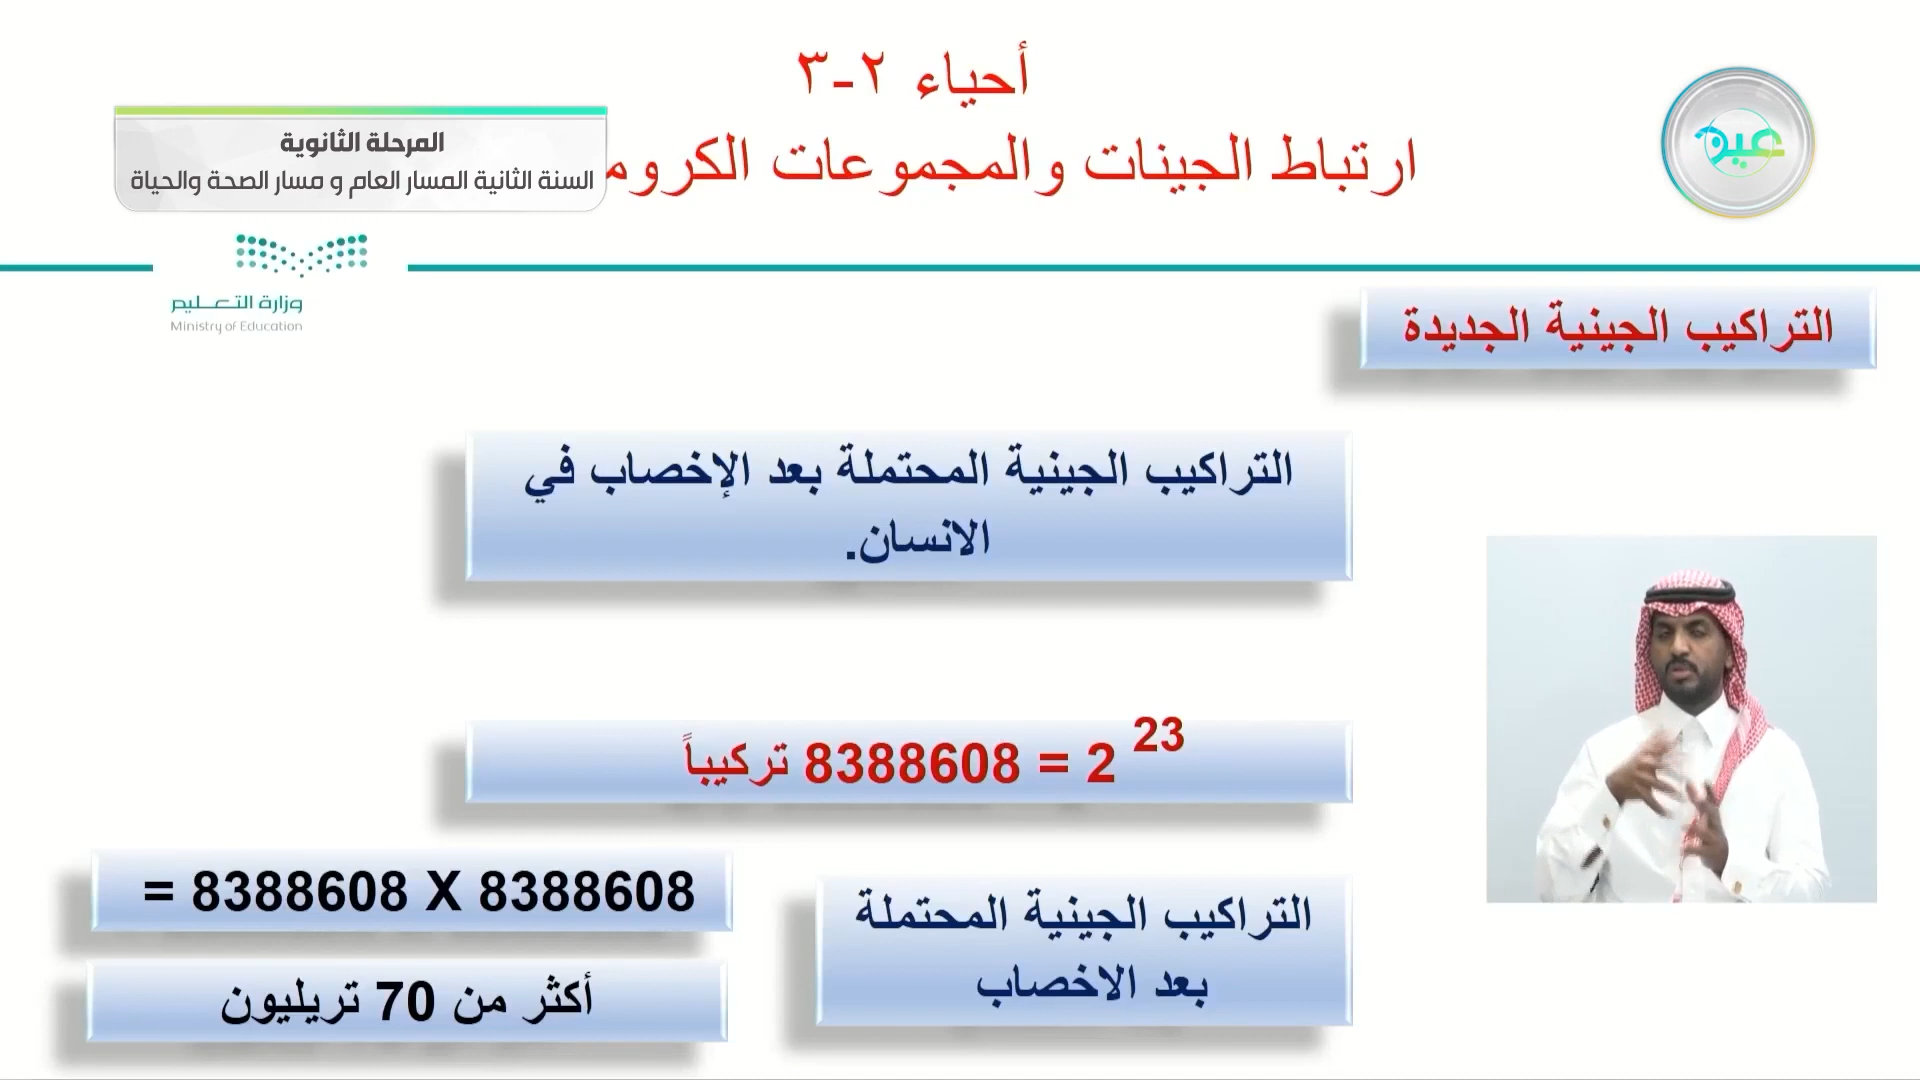 أحياء ٢-٣
ارتباط الجينات والمجموعات
عين
المرحلة الثانوية
السنة الثانية المسار العام و مسار الصحة والحياة
وزارة التعليم
Ministry of Education
التراكيب الجينية الجديدة
التراكيب الجينية المحتملة بعد الإخصاب في
الانسان.
2 23 = 8388608 تركيباً
8388608 X 8388608 =
التراكيب الجينية المحتملة
بعد الاخصاب
أكثر من 70 تريليون